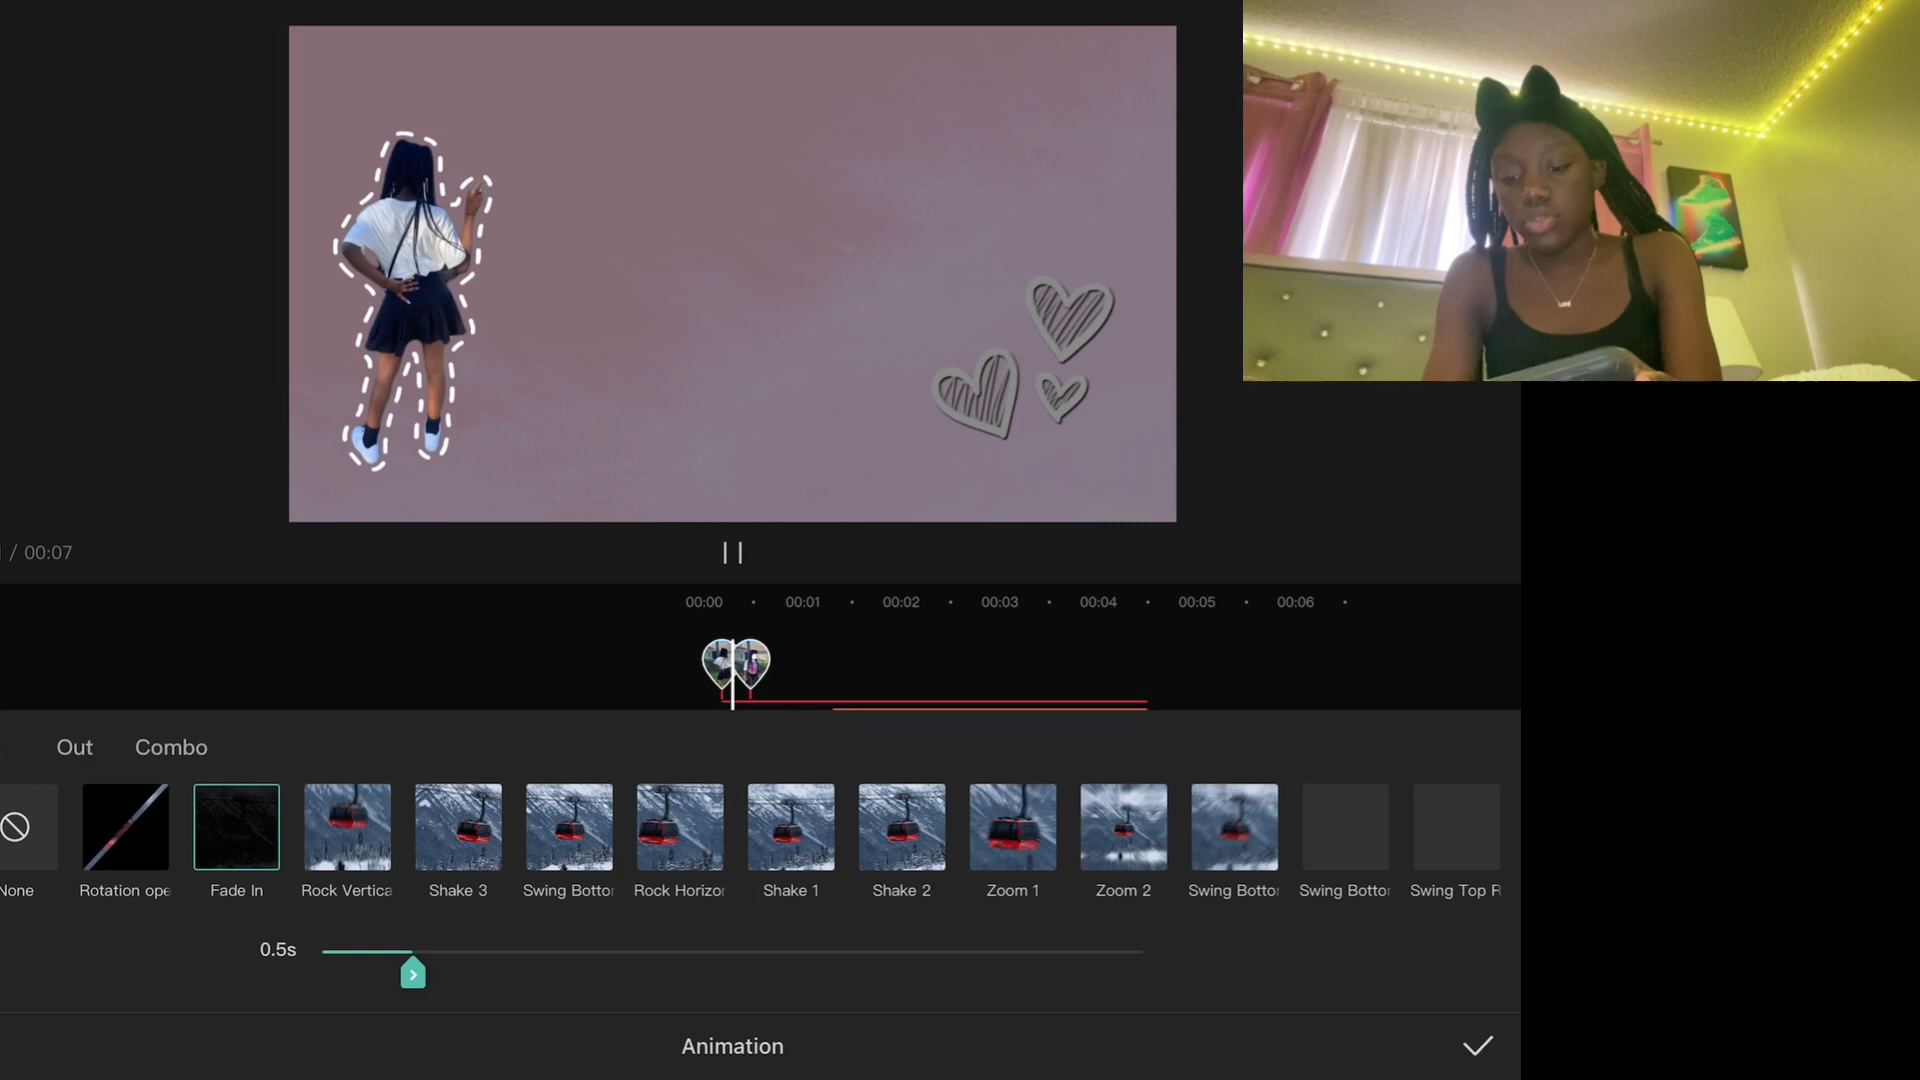 / 00:07
00:00 00:01 00:02 00:03 00:04 00:05 00:06
Out Combo
None Rotation ope Fade In Rock Vertica Shake 3 Swing Bottor Rock Horizor Shake 1 Shake 2 Zoom 1 Zoom 2 Swing Bottor Swing Bottor Swing Top R
0.5s
Animation